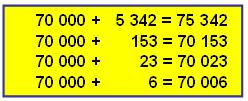 70 000 + 5 342 = 75 342
70 000 + 153 = 70 153
70 000 + 23 = 70 023
70 000 + 6 = 70 006